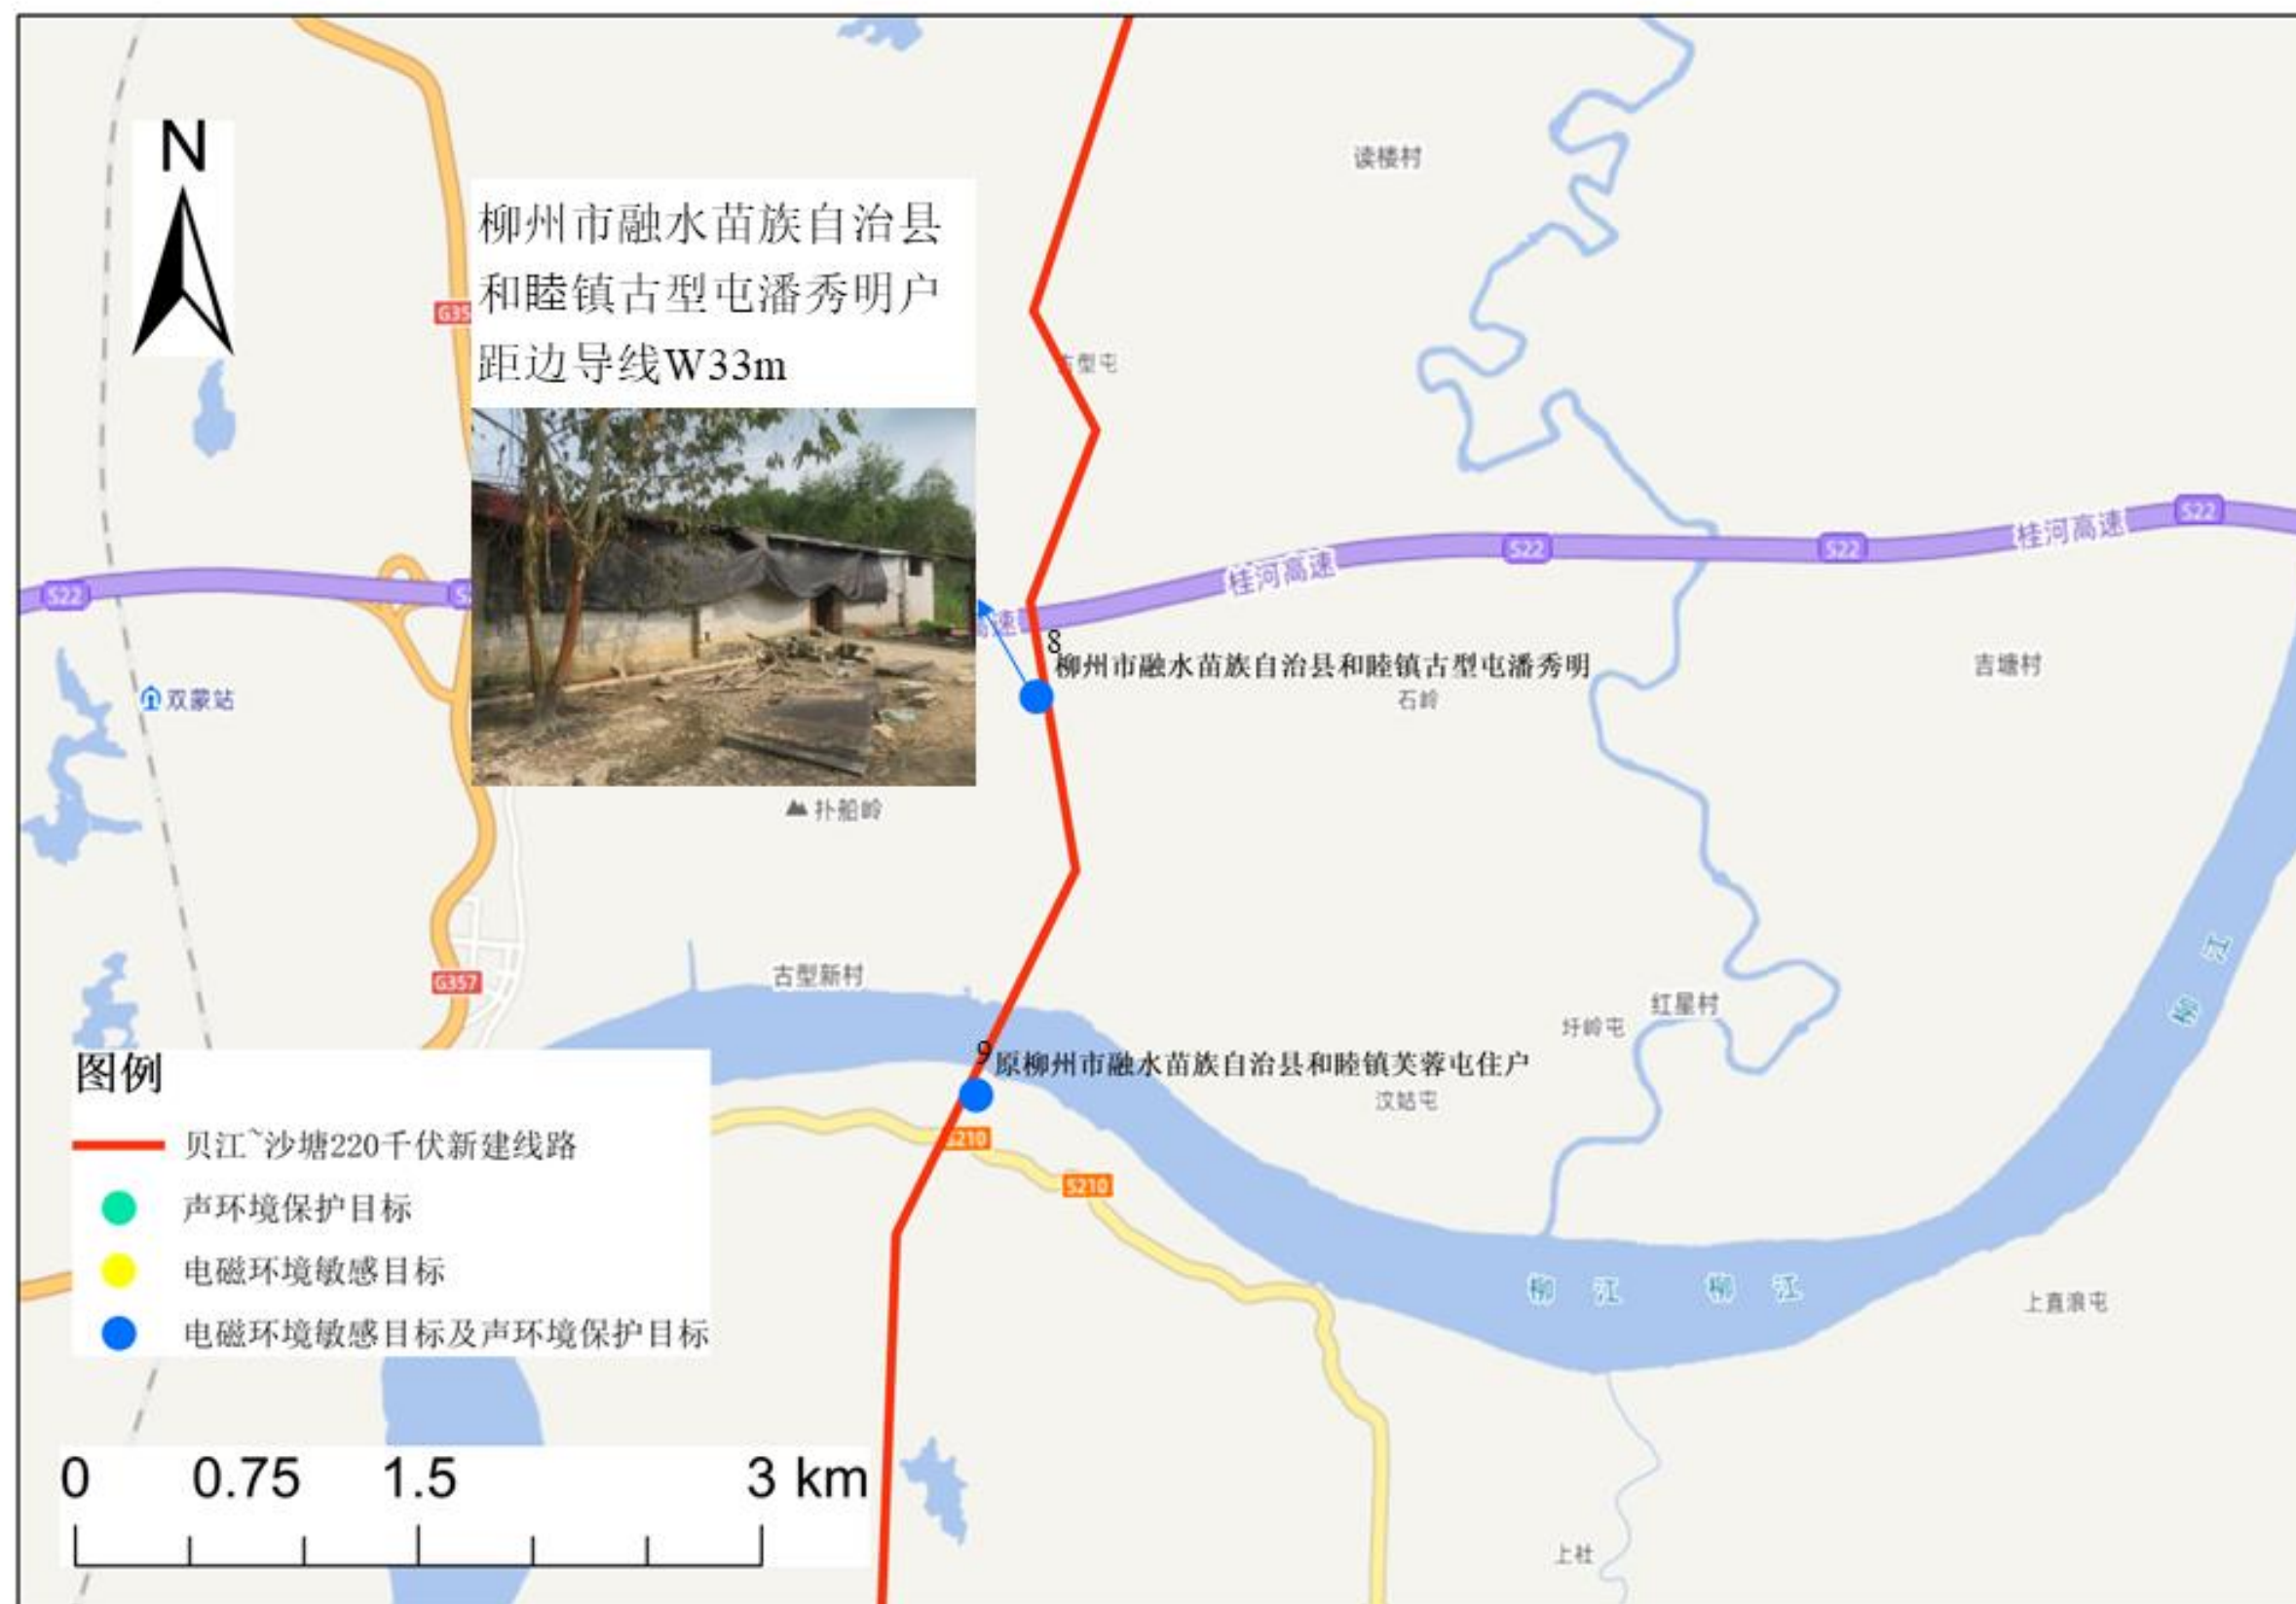 N
读楼村
柳州市融水苗族自治县
和睦镇古型屯潘秀明户
距边导线W33m
G35
古型屯
S22
桂河高速
S22
S22
桂河高速
S22
高速
8
柳州市融水苗族自治县和睦镇古型屯潘秀明
石岭
吉塘村
双蒙站
扑船岭
古型新村
G357
红星村
圩岭屯
柳江
9
原柳州市融水苗族自治县和睦镇芙蓉屯住户
汶姑屯
S210
S210
柳江
柳江
上直浪屯
上社
图例
贝江~沙塘220千伏新建线路
声环境保护目标
电磁环境敏感目标
电磁环境敏感目标及声环境保护目标
0 0.75 1.5 3 km